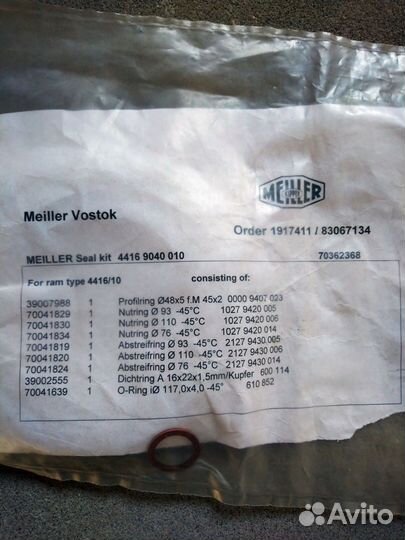 MEILLER
KIPPER
Meiller Vostok
Order 1917411 / 83067134
MEILLER Seal kit 4416 9040 010 70362368
For ram type 4416/10 consisting of:
39007988 1 Profilring Ø48x5 f.M 45x2 0000 9407 023
70041829 1 Nutring Ø 93 -45°C 1027 9420 005
70041830 1 Nutring Ø 110 -45°C 1027 9420 006
70041834 1 Nutring Ø 76 -45°C 1027 9420 014
70041819 1 Abstreifring Ø 93 -45°C 2127 9430 005
70041820 1 Abstreifring Ø 110 -45°C 2127 9430 006
70041824 1 Abstreifring Ø 76 -45°C 2127 9430 014
39002555 1 Dichtring A 16x22x1,5mm/Kupfer 600 114
70041639 1 O-Ring iØ 117,0x4,0 -45° 610 852
Avito